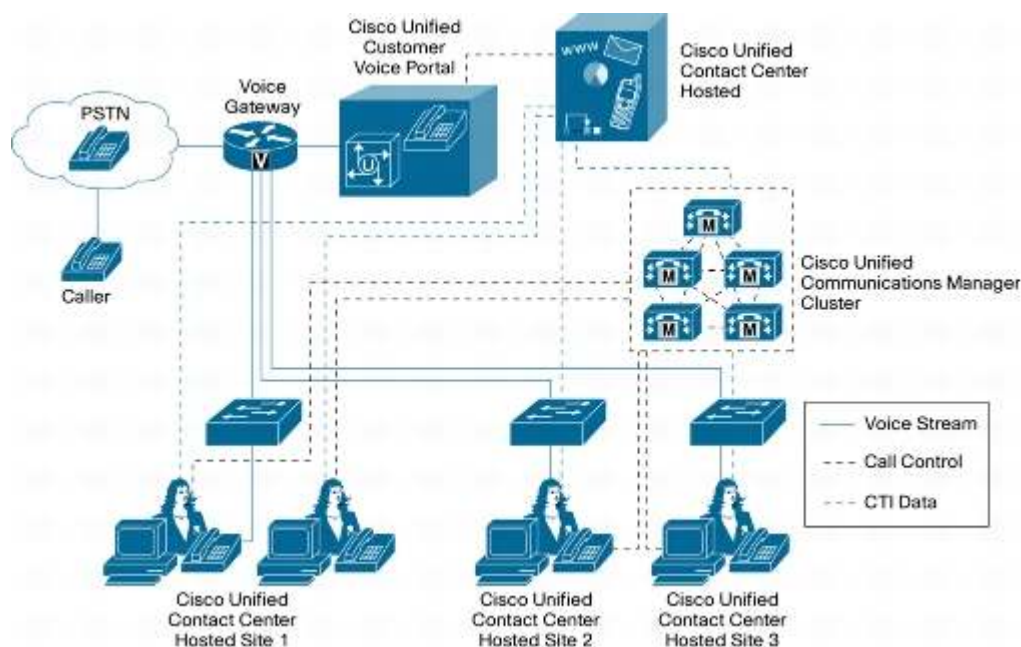 Cisco Unified
Customer
Voice Portal
WWW
Cisco Unified
Contact Center
Hosted
Voice
Gateway
PSTN
V
U
M
M
M
M
M
Cisco Unified
Communications Manager
Cluster
Caller
Voice Stream
Call Control
CTI Data
Cisco Unified
Contact Center
Hosted Site 1
Cisco Unified
Contact Center
Hosted Site 2
Cisco Unified
Contact Center
Hosted Site 3